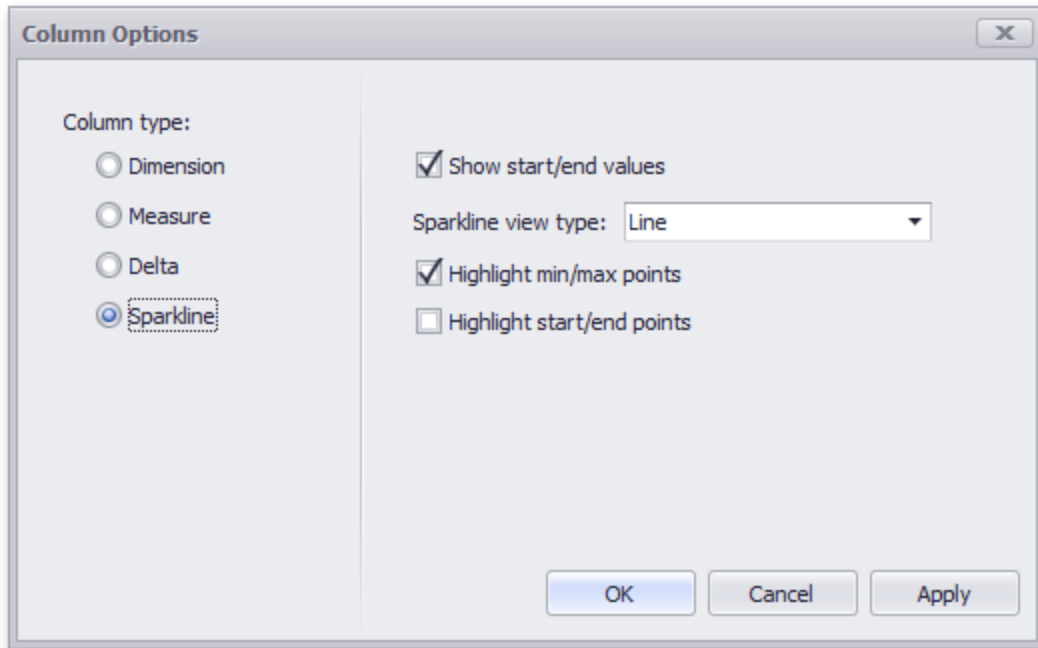 Column Options
Column type:
Dimension
Measure
Delta
Sparkline
Show start/end values
Sparkline view type: Line
Highlight min/max points
Highlight start/end points
OK Cancel Apply